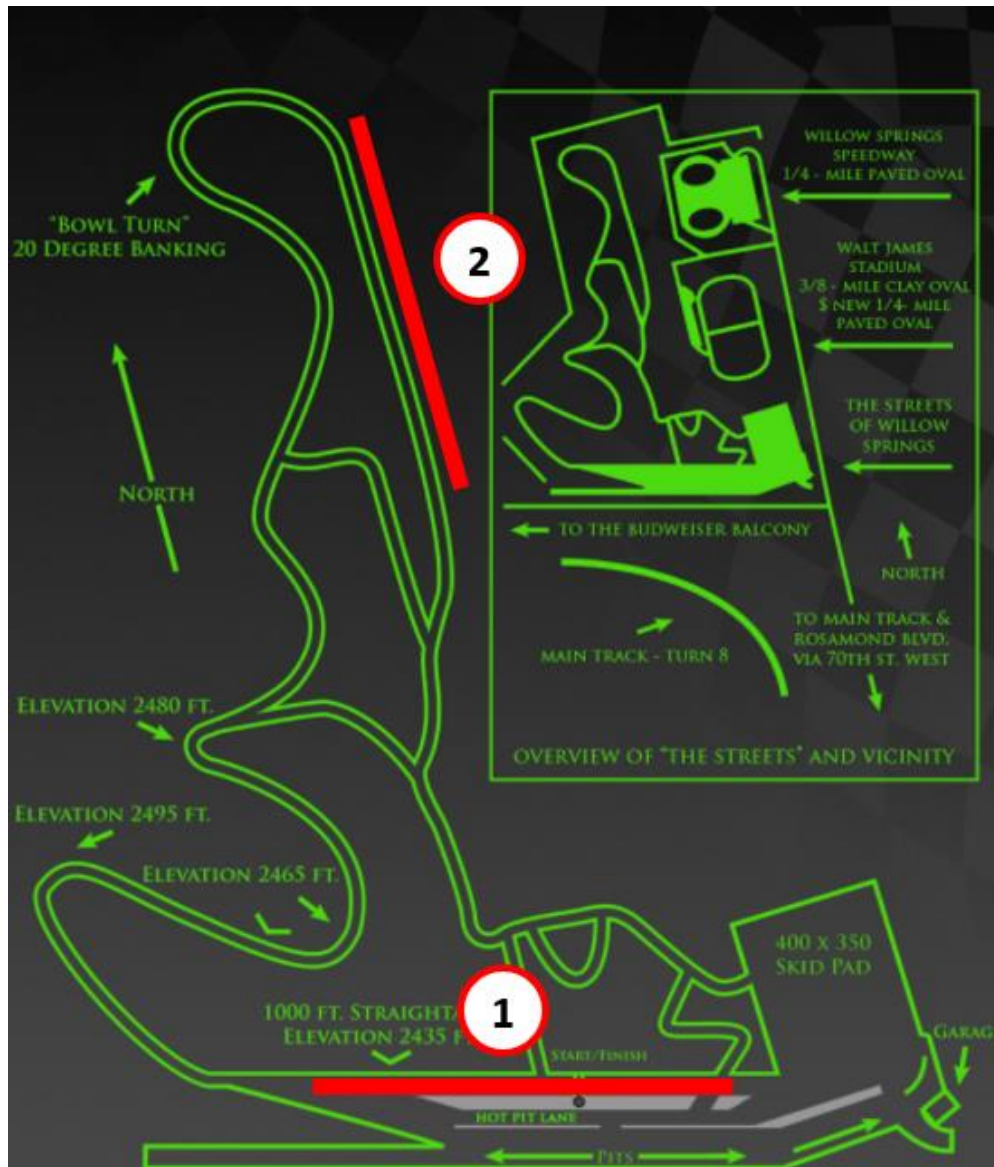 "Bowl Turn"
20 Degree Banking
North
Elevation 2480 ft.
Elevation 2495 ft.
Elevation 2465 ft.
1000 ft. Straight
Elevation 2435 f
Start/Finish
Hot Pit Lane
Pits
400 x 350
Skid Pad
Garag
1
2
Willow Springs
Speedway
1/4 - Mile Paved Oval
Walt James
Stadium
3/8 - Mile Clay Oval
$ New 1/4- Mile
Paved Oval
The Streets
of Willow
Springs
To the Budweiser Balcony
North
Main Track - Turn 8
To Main Track &
Rosamond Blvd.
via 70th St. West
Overview of "The Streets" and Vicinity